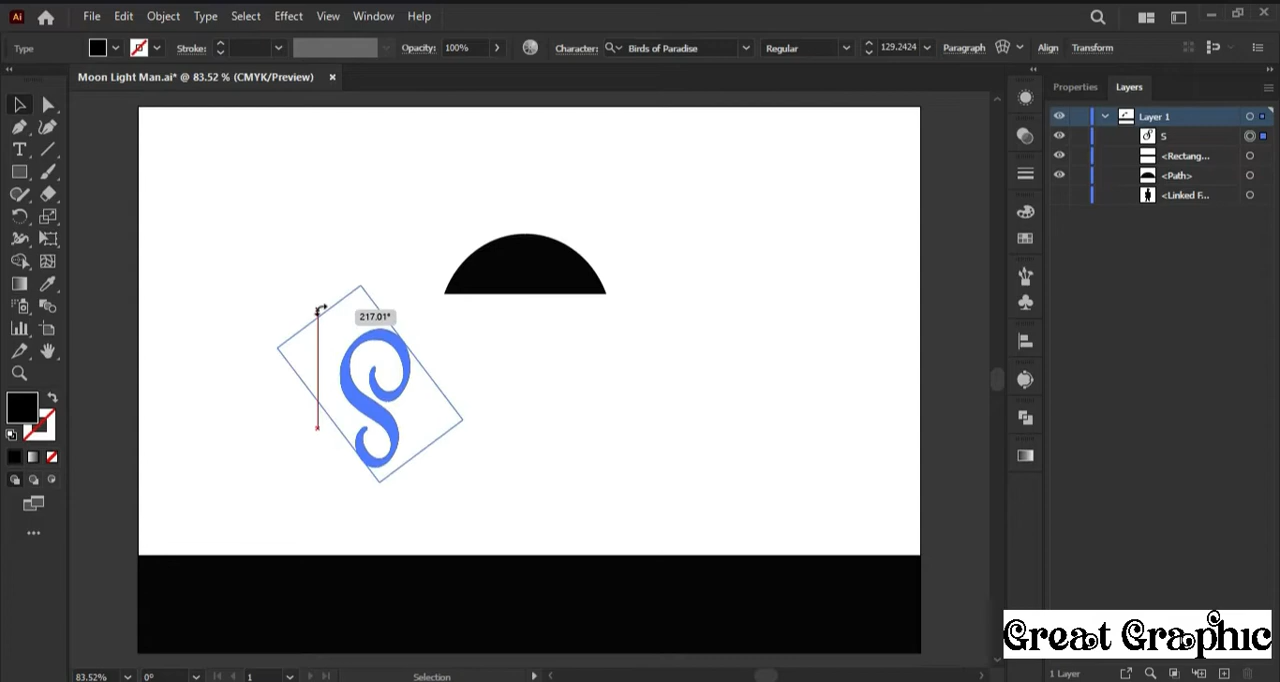 Ai File Edit Object Type Select Effect View Window Help
Type Stroke: Opacity: 100% Character: Birds of Paradise Regular 129.2424 Paragraph Align Transform
Moon Light Man.ai* @ 83.52 % (CMYK/Preview) ×
Properties Layers
Layer 1
S
<Rectang...
<Path>
<Linked F...
217.01°
S
Great Graphic
83.52% 0° 1 Selection
1 Layer